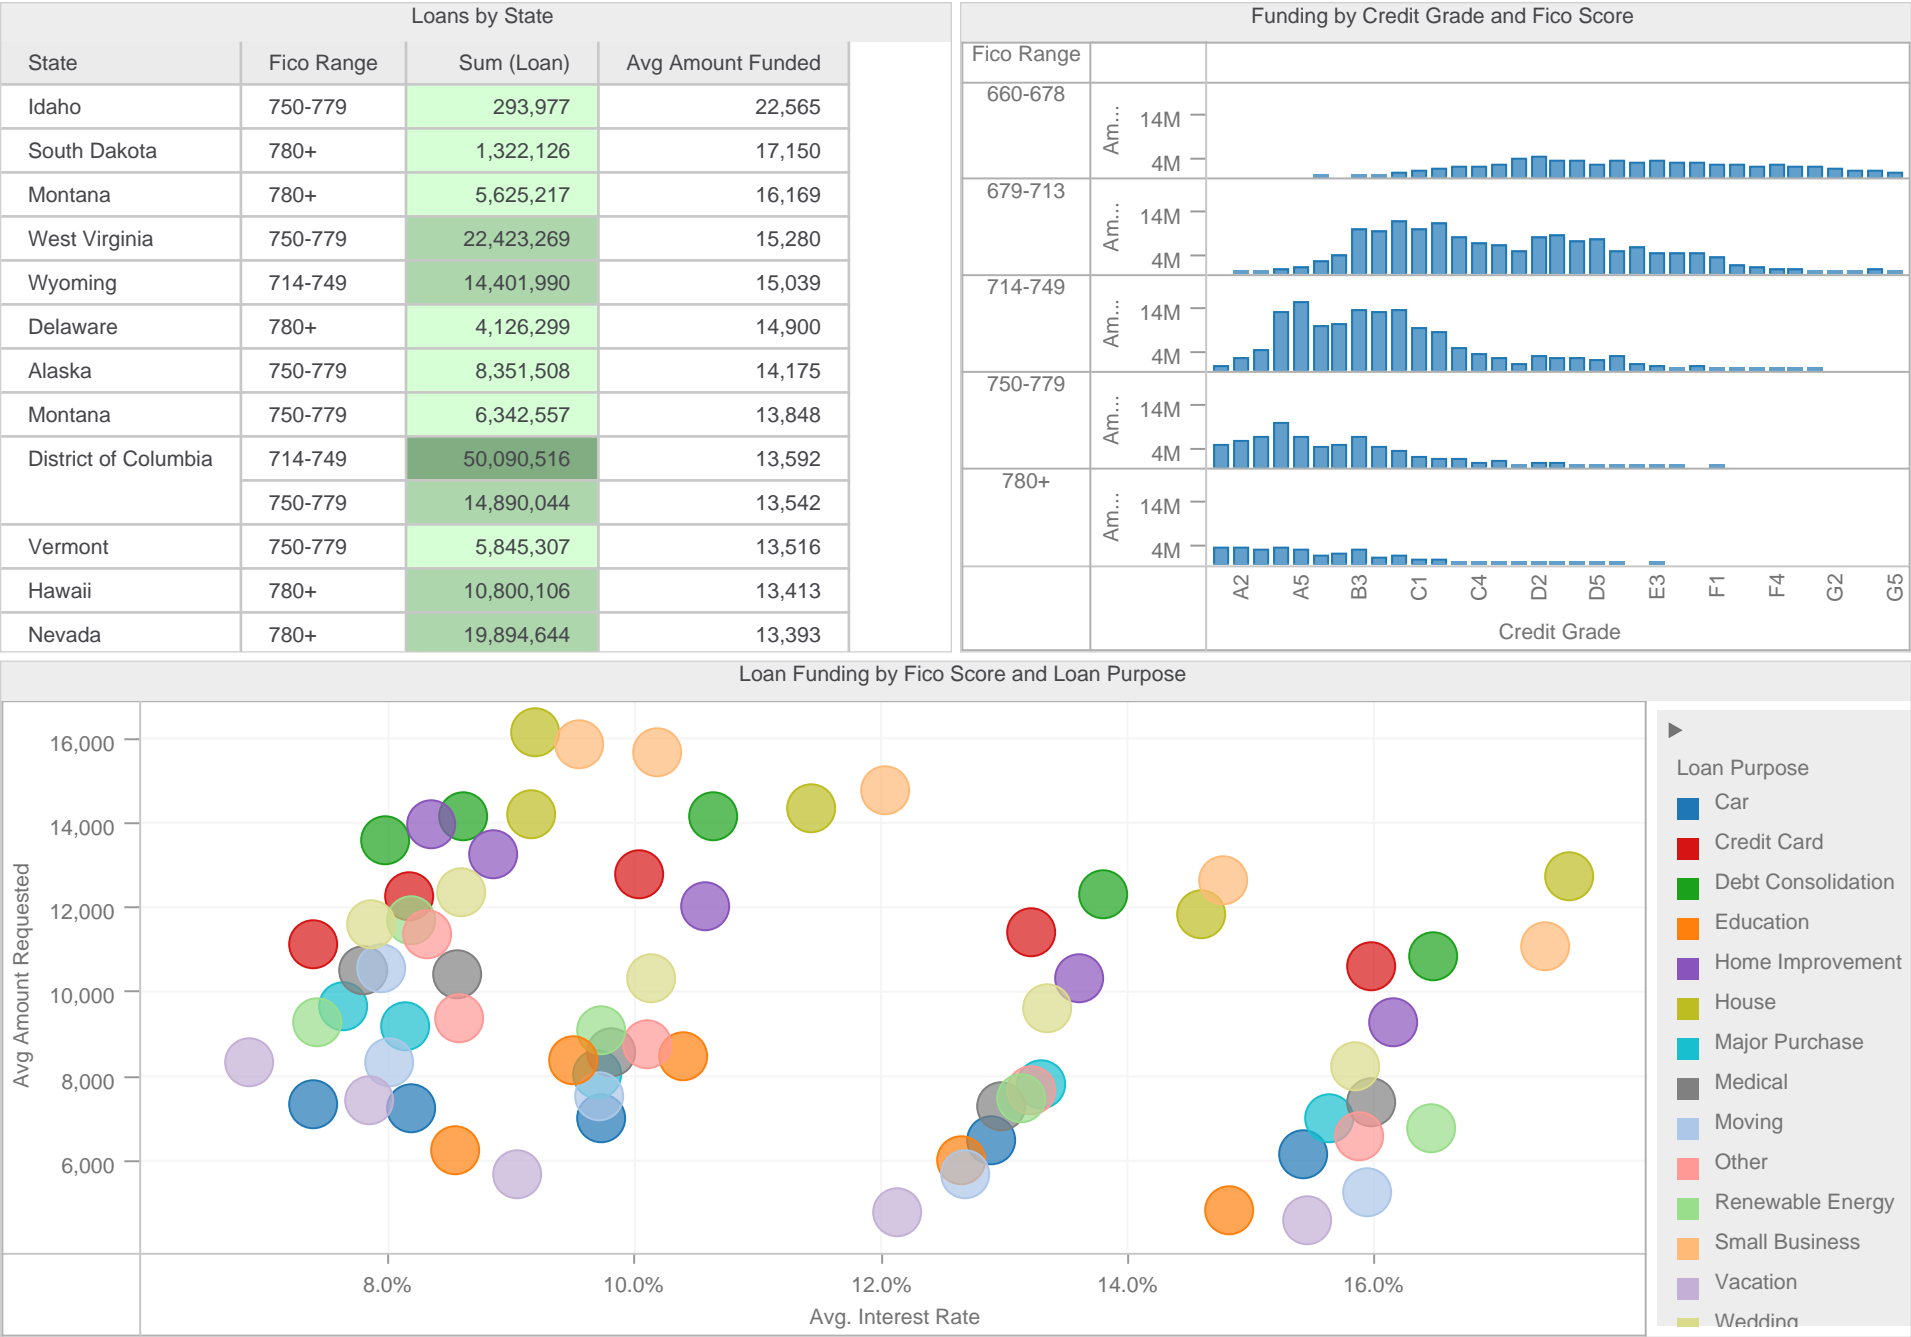 Loans by State
State Fico Range Sum (Loan) Avg Amount Funded
Idaho 750-779 293,977 22,565
South Dakota 780+ 1,322,126 17,150
Montana 780+ 5,625,217 16,169
West Virginia 750-779 22,423,269 15,280
Wyoming 714-749 14,401,990 15,039
Delaware 780+ 4,126,299 14,900
Alaska 750-779 8,351,508 14,175
Montana 750-779 6,342,557 13,848
District of Columbia 714-749 50,090,516 13,592
750-779 14,890,044 13,542
Vermont 750-779 5,845,307 13,516
Hawaii 780+ 10,800,106 13,413
Nevada 780+ 19,894,644 13,393
Funding by Credit Grade and Fico Score
Fico Range
660-678
Am...
14M
4M
679-713
Am...
14M
4M
714-749
Am...
14M
4M
750-779
Am...
14M
4M
780+
Am...
14M
4M
A2 A5 B3 C1 C4 D2 D5 E3 F1 F4 G2 G5
Credit Grade
Loan Funding by Fico Score and Loan Purpose
Avg Amount Requested
16,000
14,000
12,000
10,000
8,000
6,000
8.0% 10.0% 12.0% 14.0% 16.0%
Avg. Interest Rate
Loan Purpose
Car
Credit Card
Debt Consolidation
Education
Home Improvement
House
Major Purchase
Medical
Moving
Other
Renewable Energy
Small Business
Vacation
Wedding